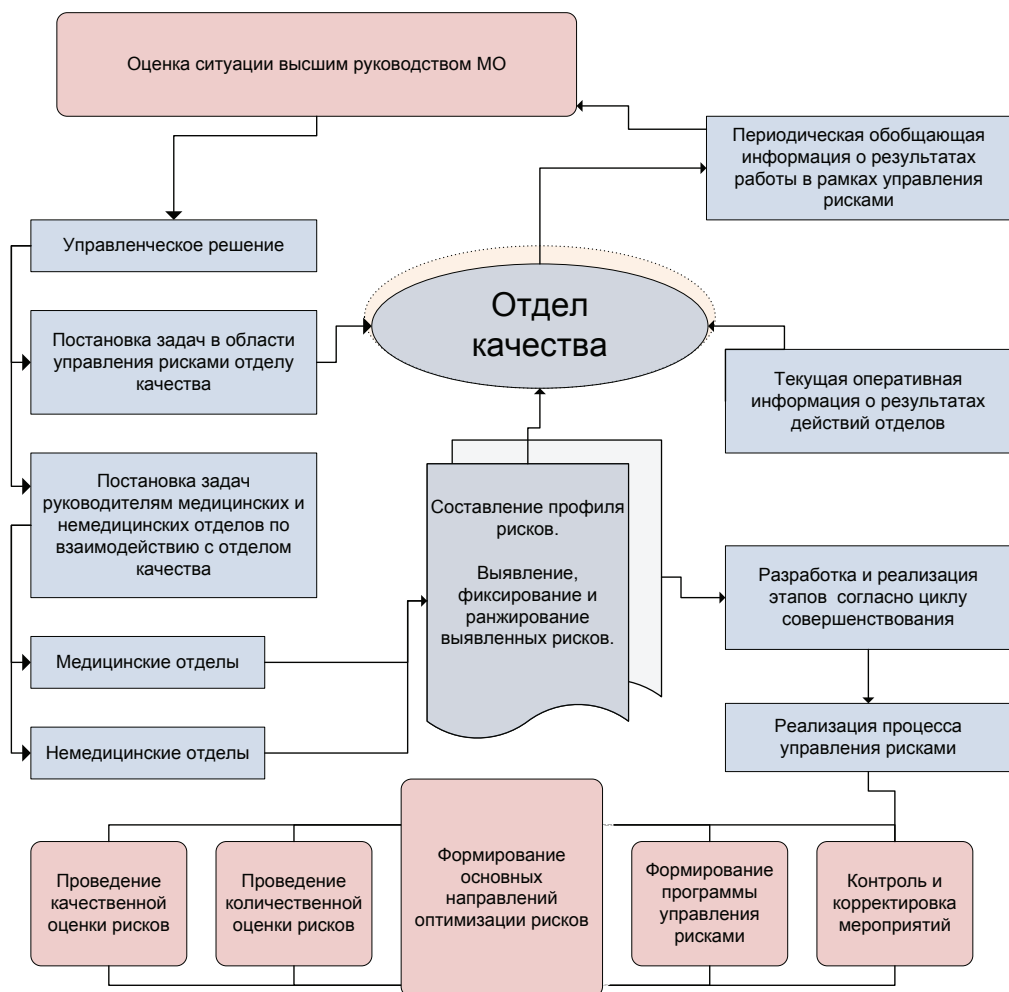 Оценка ситуации высшим руководством МО
Периодическая обобщающая
информация о результатах
работы в рамках управления
рисками
Управленческое решение
Отдел
качества
Постановка задач в области
управления рисками отделу
качества
Текущая оперативная
информация о результатах
действий отделов
Постановка задач
руководителям медицинских и
немедицинских отделов по
взаимодействию с отделом
качества
Составление профиля
рисков.
Выявление,
фиксирование и
ранжирование
выявленных рисков.
Разработка и реализация
этапов согласно циклу
совершенствования
Медицинские отделы
Немедицинские отделы
Реализация процесса
управления рисками
Проведение
качественной
оценки рисков
Проведение
количественной
оценки рисков
Формирование
основных
направлений
оптимизации рисков
Формирование
программы
управления
рисками
Контроль и
корректировка
мероприятий